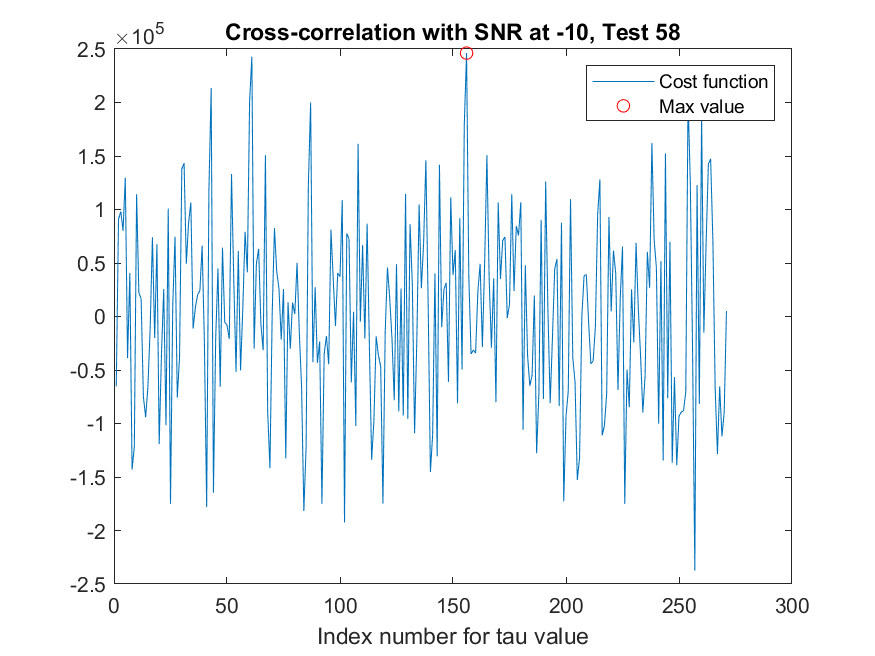 ×10⁵
Cross-correlation with SNR at -10, Test 58
2.5
2
1.5
1
0.5
0
-0.5
-1
-1.5
-2
-2.5
Cost function
Max value
0 50 100 150 200 250 300
Index number for tau value